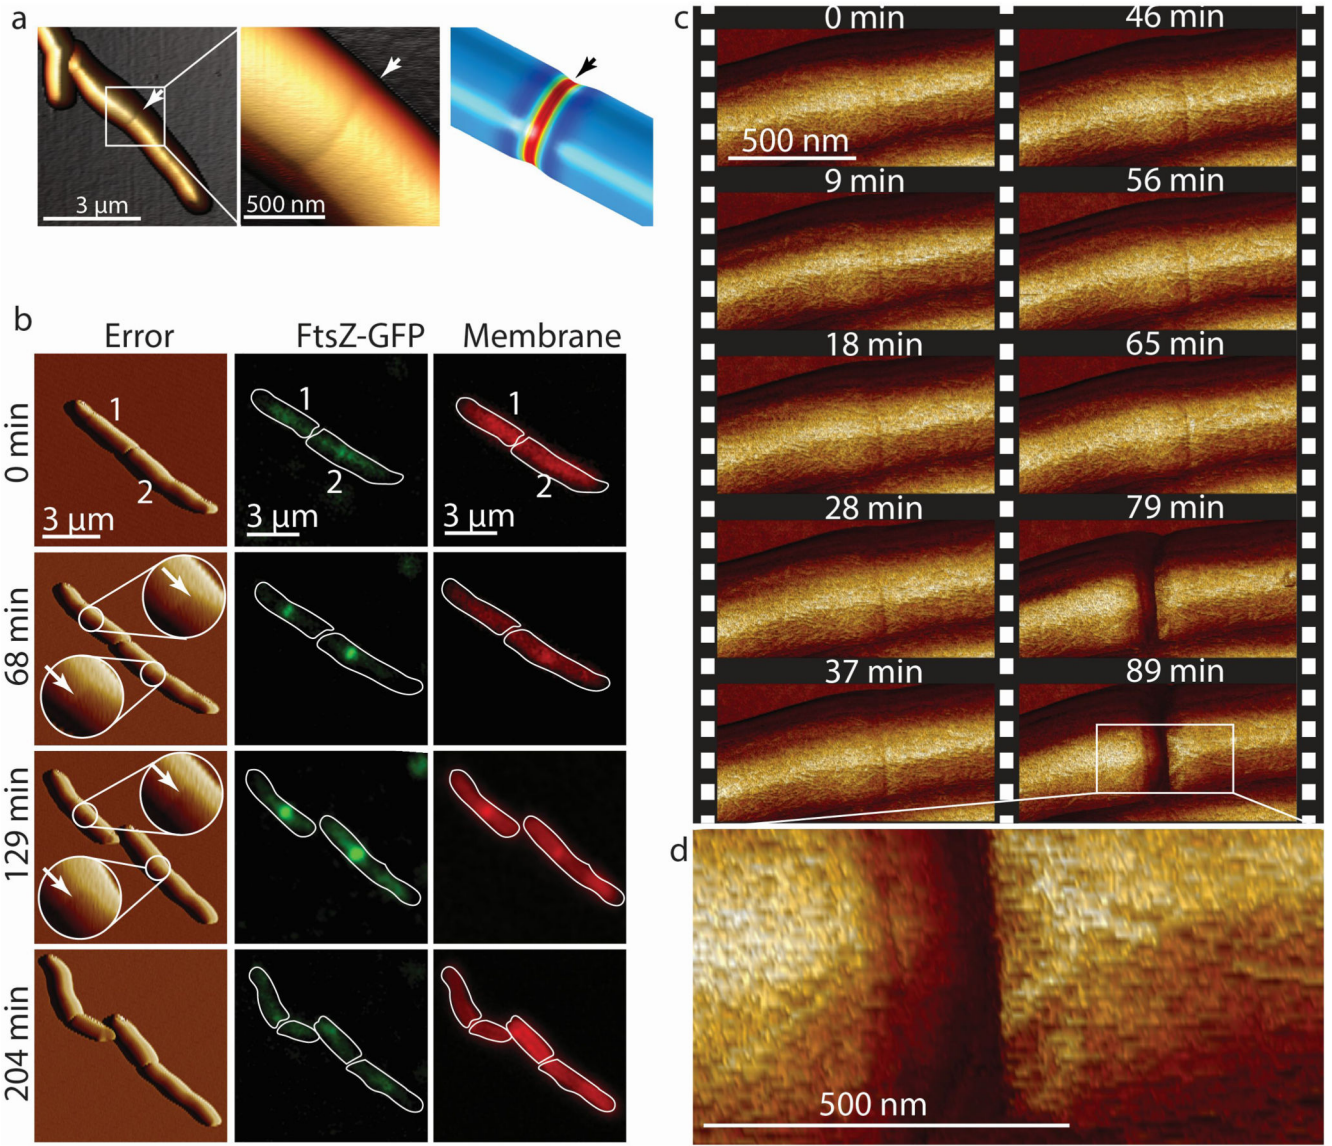 a
3 µm
500 nm
b
Error
FtsZ-GFP
Membrane
0 min
1
2
3 µm
1
2
3 µm
1
2
3 µm
68 min
129 min
204 min
c
0 min
46 min
500 nm
9 min
56 min
18 min
65 min
28 min
79 min
37 min
89 min
d
500 nm